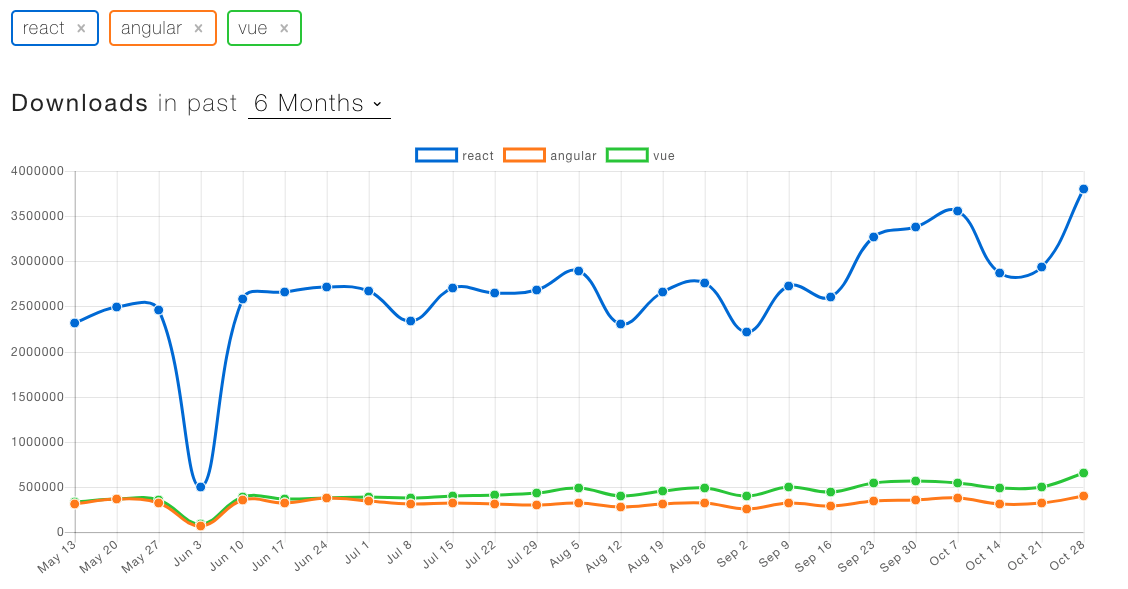 react × angular × vue ×
Downloads in past 6 Months
react angular vue
4000000
3500000
3000000
2500000
2000000
1500000
1000000
500000
0
May 13 May 20 May 27 Jun 3 Jun 10 Jun 17 Jun 24 Jul 1 Jul 8 Jul 15 Jul 22 Jul 29 Aug 5 Aug 12 Aug 19 Aug 26 Sep 2 Sep 9 Sep 16 Sep 23 Sep 30 Oct 7 Oct 14 Oct 21 Oct 28